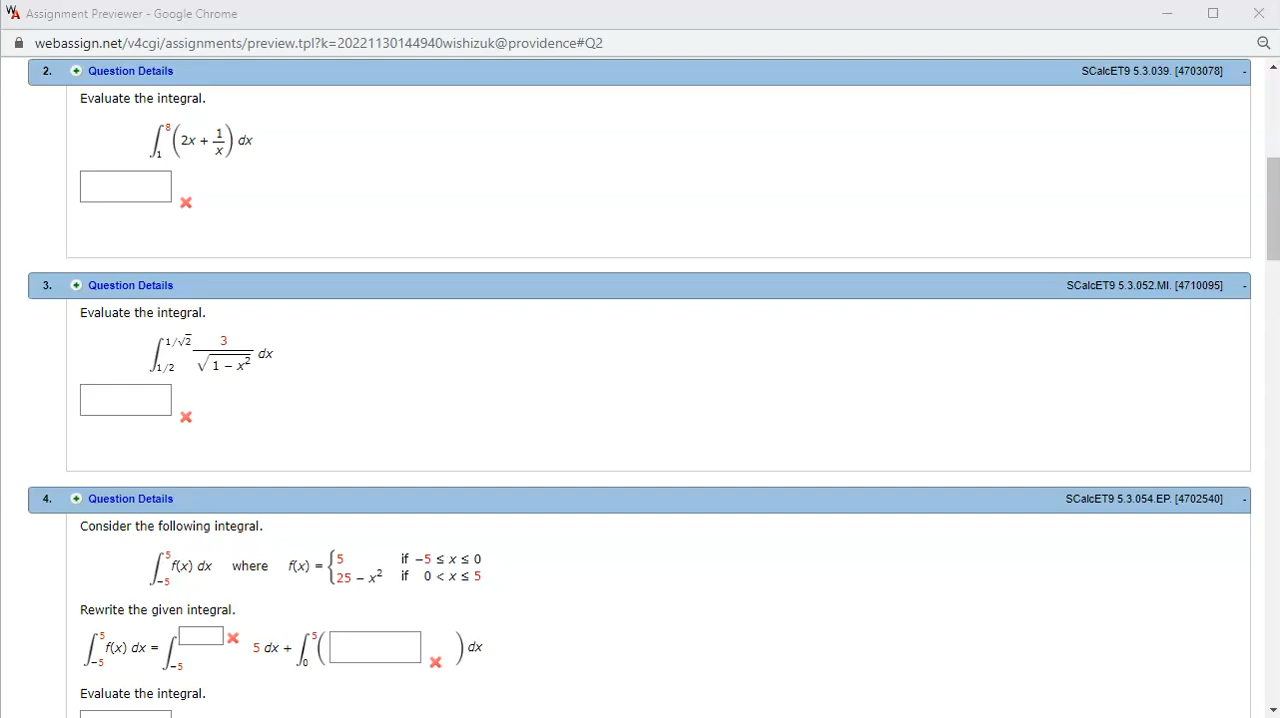 Assignment Previewer - Google Chrome
webassign.net/v4cgi/assignments/preview.tpl?k=20221130144940wishizuk@providence#Q2
2. Question Details SCalcET9 5.3.039. [4703078] -
Evaluate the integral.
∫₁⁸ (2x + 1/x) dx
3. Question Details SCalcET9 5.3.052.MI. [4710095] -
Evaluate the integral.
∫_{1/2}^{1/√2} 3/√(1 − x²) dx
4. Question Details SCalcET9 5.3.054.EP. [4702540] -
Consider the following integral.
∫_{−5}^{5} f(x) dx where f(x) = { 5 if −5 ≤ x ≤ 0
25 − x² if 0 < x ≤ 5
Rewrite the given integral.
∫_{−5}^{5} f(x) dx = ∫_{−5} 5 dx + ∫₀⁵ ( ) dx
Evaluate the integral.